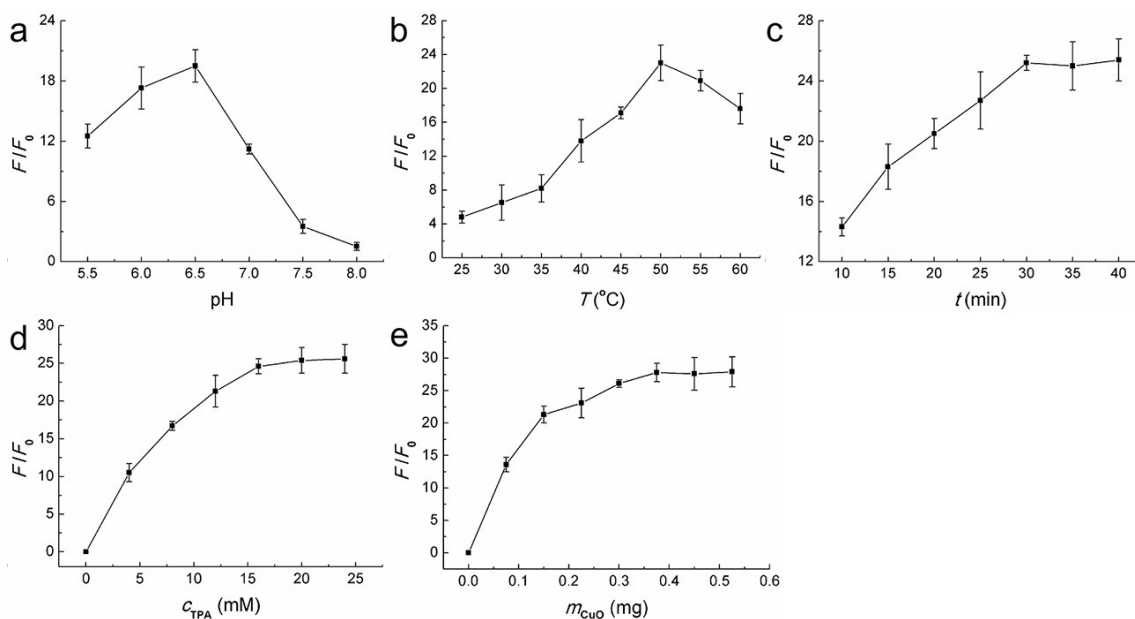 a
24
18
12
6
0
F/F₀
5.5 6.0 6.5 7.0 7.5 8.0
pH
b
28
24
20
16
12
8
4
0
F/F₀
25 30 35 40 45 50 55 60
T (°C)
c
28
24
20
16
12
F/F₀
10 15 20 25 30 35 40
t (min)
d
30
25
20
15
10
5
0
F/F₀
0 5 10 15 20 25
c_TPA (mM)
e
35
30
25
20
15
10
5
0
F/F₀
0.0 0.1 0.2 0.3 0.4 0.5 0.6
m_CuO (mg)